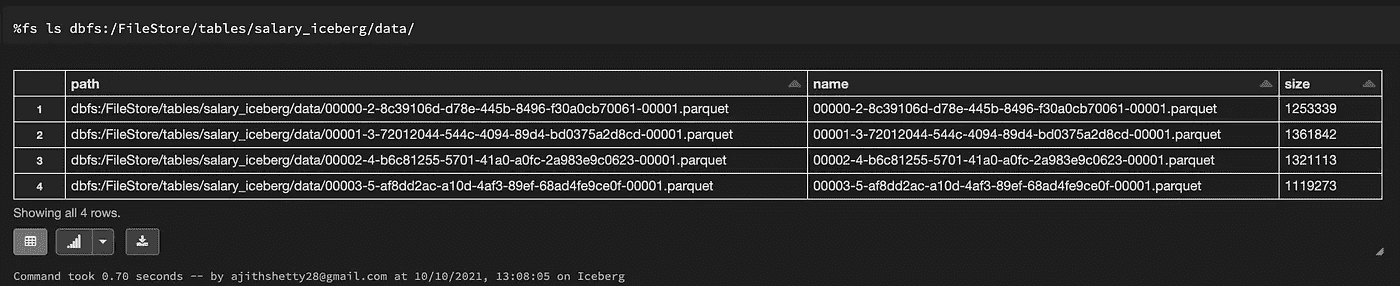 %fs ls dbfs:/FileStore/tables/salary_iceberg/data/
path name size
1 dbfs:/FileStore/tables/salary_iceberg/data/00000-2-8c39106d-d78e-445b-8496-f30a0cb70061-00001.parquet 00000-2-8c39106d-d78e-445b-8496-f30a0cb70061-00001.parquet 1253339
2 dbfs:/FileStore/tables/salary_iceberg/data/00001-3-72012044-544c-4094-89d4-bd0375a2d8cd-00001.parquet 00001-3-72012044-544c-4094-89d4-bd0375a2d8cd-00001.parquet 1361842
3 dbfs:/FileStore/tables/salary_iceberg/data/00002-4-b6c81255-5701-41a0-a0fc-2a983e9c0623-00001.parquet 00002-4-b6c81255-5701-41a0-a0fc-2a983e9c0623-00001.parquet 1321113
4 dbfs:/FileStore/tables/salary_iceberg/data/00003-5-af8dd2ac-a10d-4af3-89ef-68ad4fe9ce0f-00001.parquet 00003-5-af8dd2ac-a10d-4af3-89ef-68ad4fe9ce0f-00001.parquet 1119273
Showing all 4 rows.
Command took 0.70 seconds -- by ajithshetty28@gmail.com at 10/10/2021, 13:08:05 on Iceberg